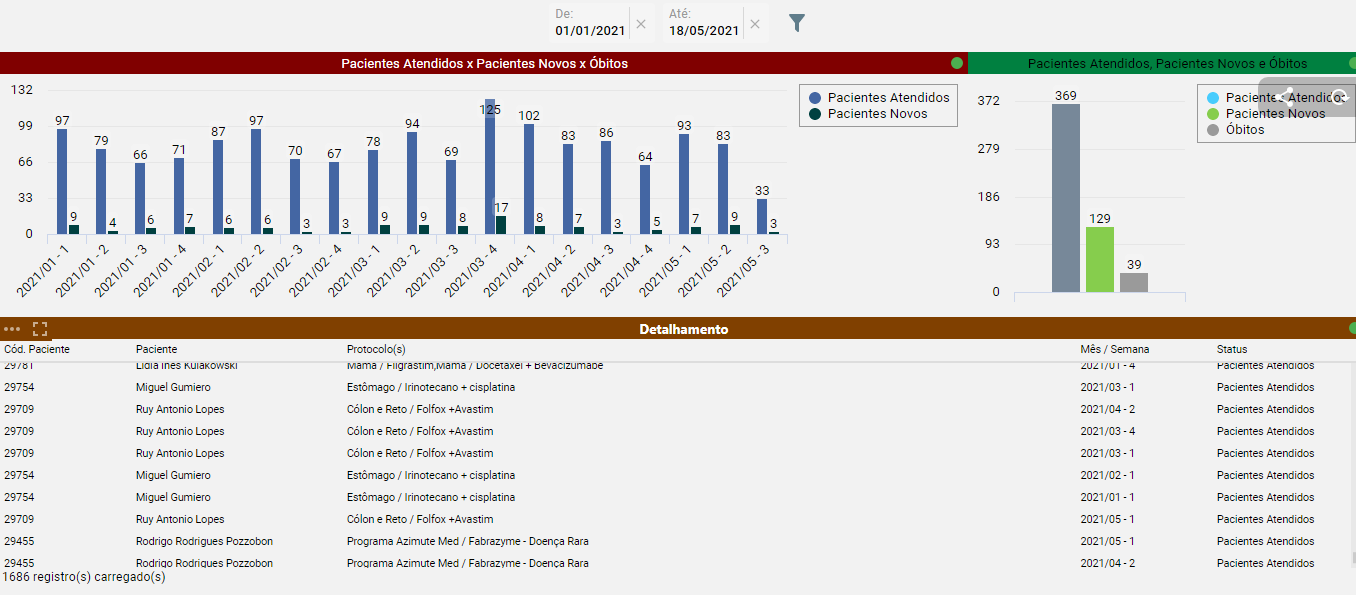 De:
01/01/2021
Até:
18/05/2021
Pacientes Atendidos x Pacientes Novos x Óbitos
132
99
66
33
0
97 79 66 71 87 97 70 67 78 94 69 125 102 83 86 64 93 83 33
9 4 6 7 6 6 3 3 9 9 8 17 8 7 3 5 7 9 3
2021/01 - 1
2021/01 - 2
2021/01 - 3
2021/01 - 4
2021/02 - 1
2021/02 - 2
2021/02 - 3
2021/02 - 4
2021/03 - 1
2021/03 - 2
2021/03 - 3
2021/03 - 4
2021/04 - 1
2021/04 - 2
2021/04 - 3
2021/04 - 4
2021/05 - 1
2021/05 - 2
2021/05 - 3
Pacientes Atendidos
Pacientes Novos
Pacientes Atendidos, Pacientes Novos e Óbitos
372
279
186
93
0
369
129
39
Pacientes Atendidos
Pacientes Novos
Óbitos
Detalhamento
Cód. Paciente Paciente Protocolo(s) Mês / Semana Status
29781 Lidia Ines Kulakowski Mama / Filgrastim,Mama / Docetaxel + Bevacizumabe 2021/01 - 4 Pacientes Atendidos
29754 Miguel Gumiero Estômago / Irinotecano + cisplatina 2021/03 - 1 Pacientes Atendidos
29709 Ruy Antonio Lopes Cólon e Reto / Folfox +Avastim 2021/04 - 2 Pacientes Atendidos
29709 Ruy Antonio Lopes Cólon e Reto / Folfox +Avastim 2021/03 - 4 Pacientes Atendidos
29709 Ruy Antonio Lopes Cólon e Reto / Folfox +Avastim 2021/03 - 1 Pacientes Atendidos
29754 Miguel Gumiero Estômago / Irinotecano + cisplatina 2021/02 - 1 Pacientes Atendidos
29754 Miguel Gumiero Estômago / Irinotecano + cisplatina 2021/01 - 1 Pacientes Atendidos
29709 Ruy Antonio Lopes Cólon e Reto / Folfox +Avastim 2021/05 - 1 Pacientes Atendidos
29455 Rodrigo Rodrigues Pozzobon Programa Azimute Med / Fabrazyme - Doença Rara 2021/05 - 1 Pacientes Atendidos
29455 Rodrigo Rodrigues Pozzobon Programa Azimute Med / Fabrazyme - Doença Rara 2021/04 - 2 Pacientes Atendidos
1686 registro(s) carregado(s)